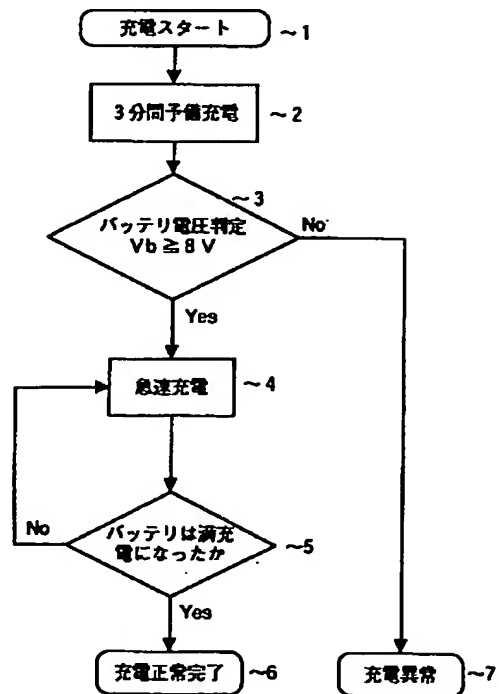 充電スタート
~1
3分間予備充電
~2
~3
バッテリ電圧判定
Vb≧8V
No
Yes
急速充電
~4
No
バッテリは満充
電になったか
~5
Yes
充電正常完了
~6
充電異常
~7